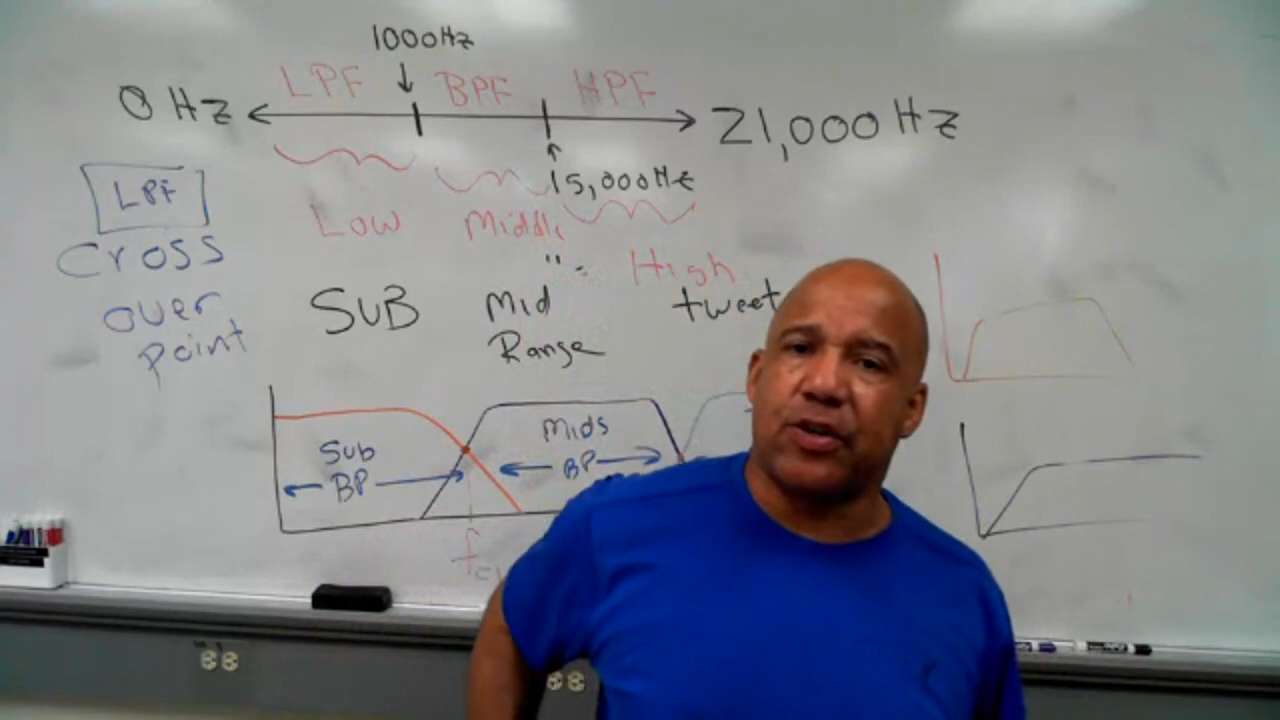 1000Hz
LPF BPF HPF
0 Hz 21,000 Hz
15,000Hz
LPF
Cross
over
Point
Low Middle
" High
SUB Mid tweet
Range
Sub
BP
Mids
BP